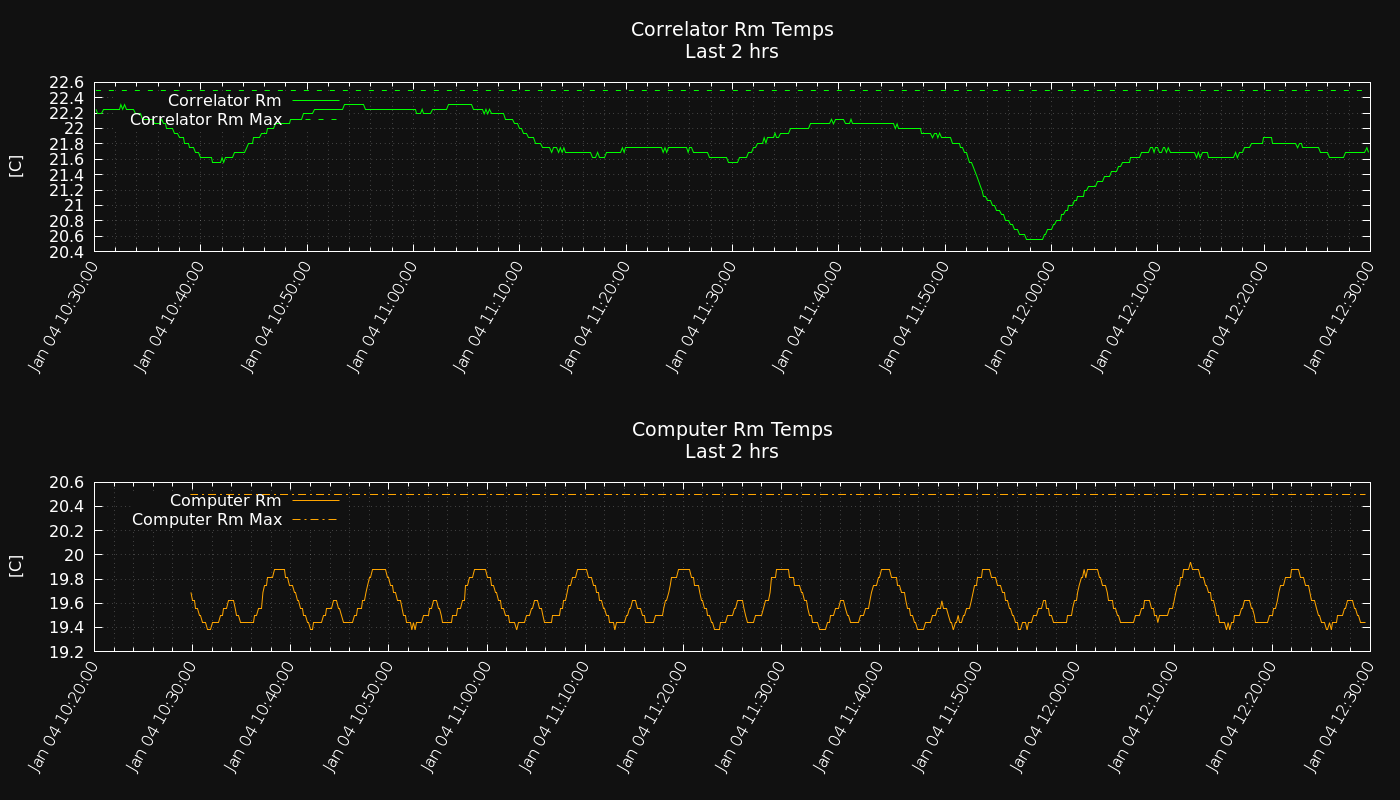 Correlator Rm Temps
Last 2 hrs
[C]
22.6
22.4
22.2
22
21.8
21.6
21.4
21.2
21
20.8
20.6
20.4
Correlator Rm
Correlator Rm Max
Jan 04 10:30:00
Jan 04 10:40:00
Jan 04 10:50:00
Jan 04 11:00:00
Jan 04 11:10:00
Jan 04 11:20:00
Jan 04 11:30:00
Jan 04 11:40:00
Jan 04 11:50:00
Jan 04 12:00:00
Jan 04 12:10:00
Jan 04 12:20:00
Jan 04 12:30:00
Computer Rm Temps
Last 2 hrs
[C]
20.6
20.4
20.2
20
19.8
19.6
19.4
19.2
Computer Rm
Computer Rm Max
Jan 04 10:20:00
Jan 04 10:30:00
Jan 04 10:40:00
Jan 04 10:50:00
Jan 04 11:00:00
Jan 04 11:10:00
Jan 04 11:20:00
Jan 04 11:30:00
Jan 04 11:40:00
Jan 04 11:50:00
Jan 04 12:00:00
Jan 04 12:10:00
Jan 04 12:20:00
Jan 04 12:30:00